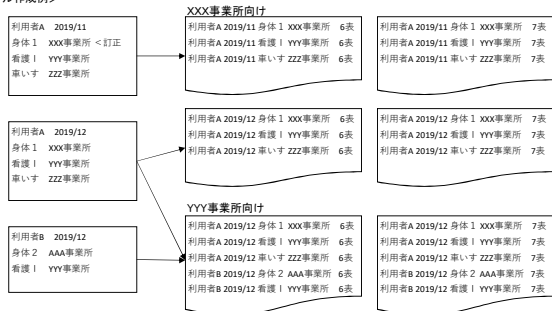 XXX事業所向け
利用者A 2019/11
身体1 XXX事業所 <訂正
看護Ⅰ YYY事業所
車いす ZZZ事業所
利用者A 2019/11 身体1 XXX事業所 6表
利用者A 2019/11 看護Ⅰ YYY事業所 6表
利用者A 2019/11 車いす ZZZ事業所 6表
利用者A 2019/11 身体1 XXX事業所 7表
利用者A 2019/11 看護Ⅰ YYY事業所 7表
利用者A 2019/11 車いす ZZZ事業所 7表
利用者A 2019/12
身体1 XXX事業所
看護Ⅰ YYY事業所
車いす ZZZ事業所
利用者A 2019/12 身体1 XXX事業所 6表
利用者A 2019/12 看護Ⅰ YYY事業所 6表
利用者A 2019/12 車いす ZZZ事業所 6表
利用者A 2019/12 身体1 XXX事業所 7表
利用者A 2019/12 看護Ⅰ YYY事業所 7表
利用者A 2019/12 車いす ZZZ事業所 7表
YYY事業所向け
利用者B 2019/12
身体2 AAA事業所
看護Ⅰ YYY事業所
利用者A 2019/12 身体1 XXX事業所 6表
利用者A 2019/12 看護Ⅰ YYY事業所 6表
利用者A 2019/12 車いす ZZZ事業所 6表
利用者B 2019/12 身体2 AAA事業所 6表
利用者B 2019/12 看護Ⅰ YYY事業所 6表
利用者A 2019/12 身体1 XXX事業所 7表
利用者A 2019/12 看護Ⅰ YYY事業所 7表
利用者A 2019/12 車いす ZZZ事業所 7表
利用者B 2019/12 身体2 AAA事業所 7表
利用者B 2019/12 看護Ⅰ YYY事業所 7表